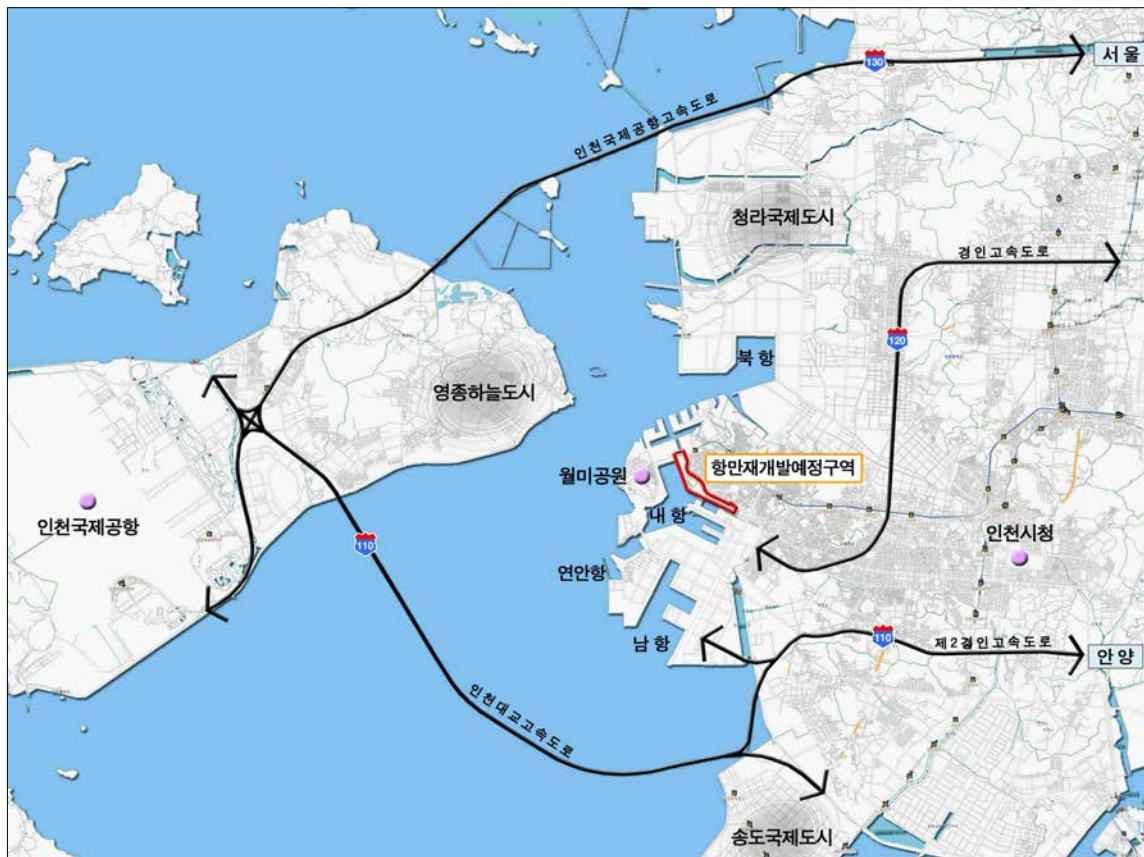 130
서울
인천국제공항고속도로
청라국제도시
경인고속도로
120
북항
영종하늘도시
항만재개발예정구역
월미공원
내항
인천국제공항
인천시청
110
연안항
110
남항
제2경인고속도로
안양
인천대교고속도로
송도국제도시